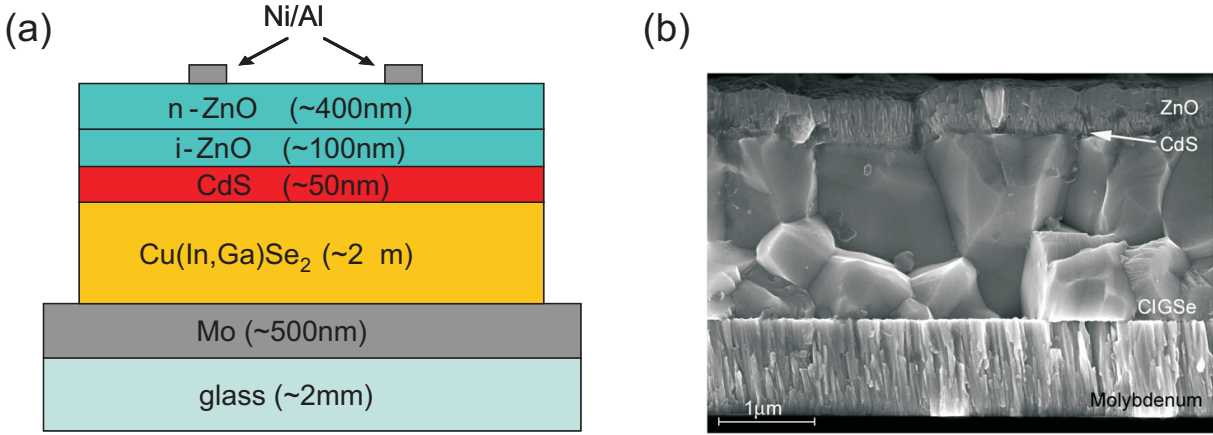 (a)
Ni/Al
n-ZnO (~400nm)
i-ZnO (~100nm)
CdS (~50nm)
Cu(In,Ga)Se₂ (~2 m)
Mo (~500nm)
glass (~2mm)
(b)
ZnO
CdS
CIGSe
Molybdenum
1µm